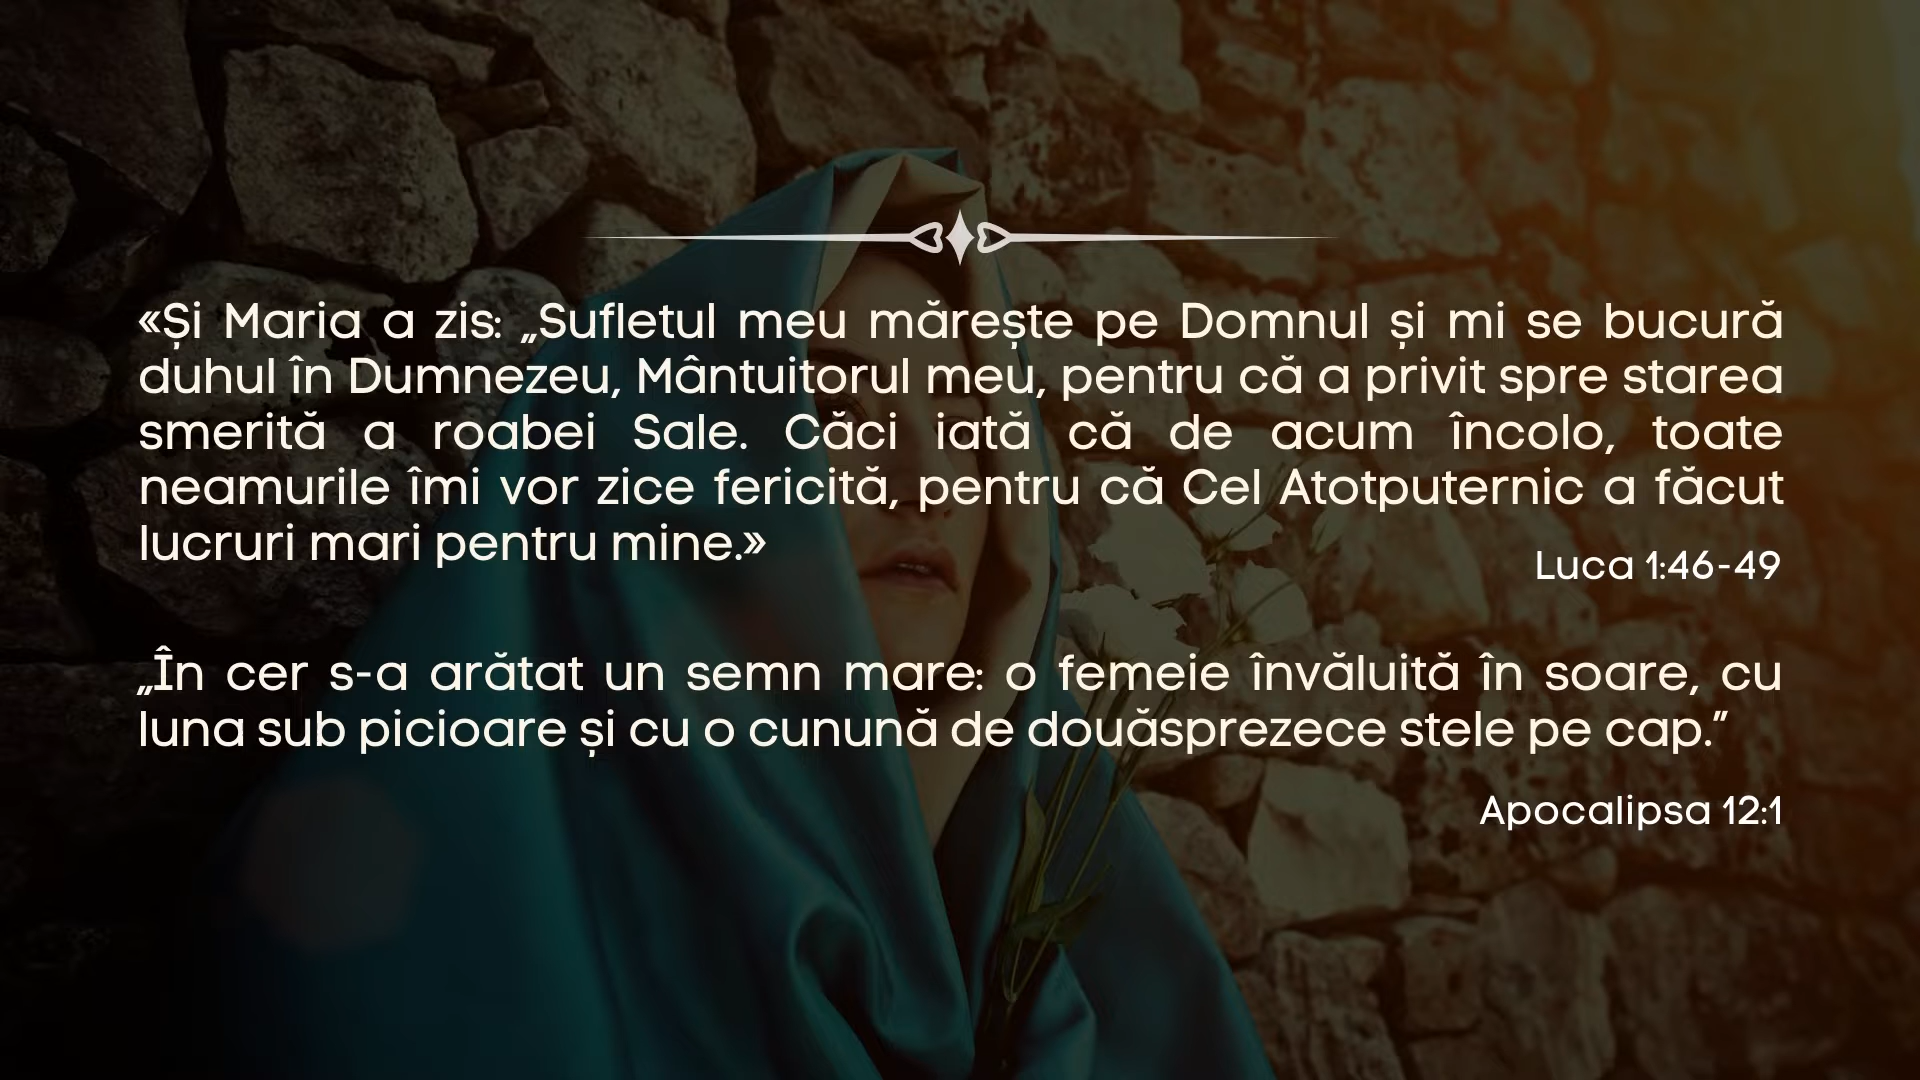 «Și Maria a zis: „Sufletul meu mărește pe Domnul și mi se bucură
duhul în Dumnezeu, Mântuitorul meu, pentru că a privit spre starea
smerită a roabei Sale. Căci iată că de acum încolo, toate
neamurile îmi vor zice fericită, pentru că Cel Atotputernic a făcut
lucruri mari pentru mine.»
Luca 1:46-49
„În cer s-a arătat un semn mare: o femeie învăluită în soare, cu
luna sub picioare și cu o cunună de douăsprezece stele pe cap.”
Apocalipsa 12:1